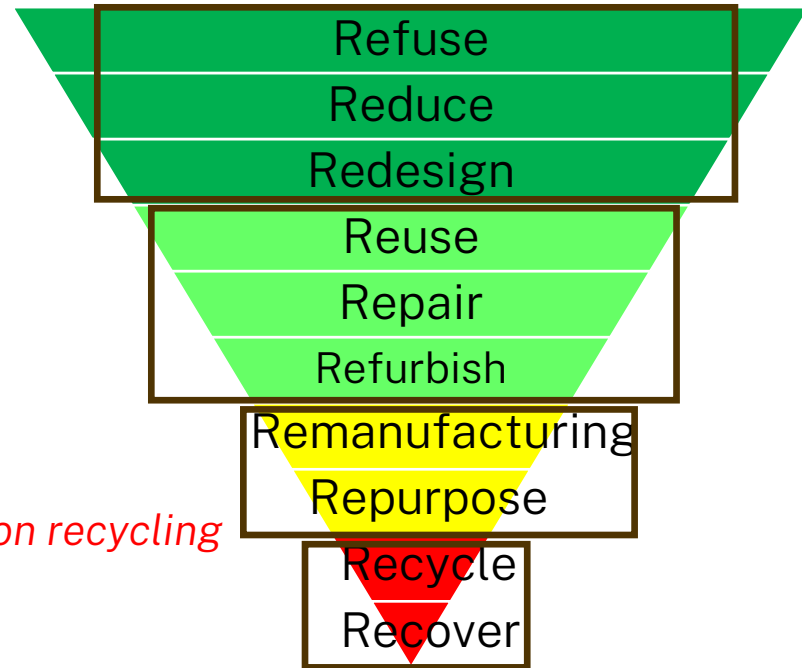 Refuse
Reduce
Redesign
Reuse
Repair
Refurbish
Remanufacturing
Repurpose
on recycling
Recycle
Recover